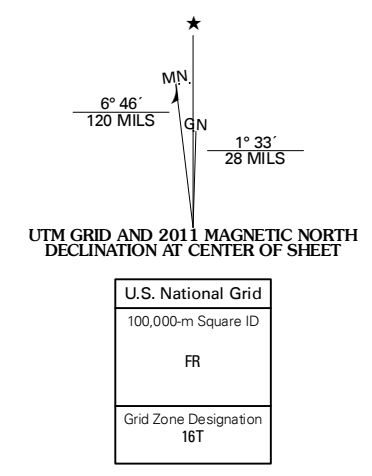 ★
MN.
6° 46´
120 MILS
GN
1° 33´
28 MILS
UTM GRID AND 2011 MAGNETIC NORTH
DECLINATION AT CENTER OF SHEET
U.S. National Grid
100,000-m Square ID
FR
Grid Zone Designation
16T